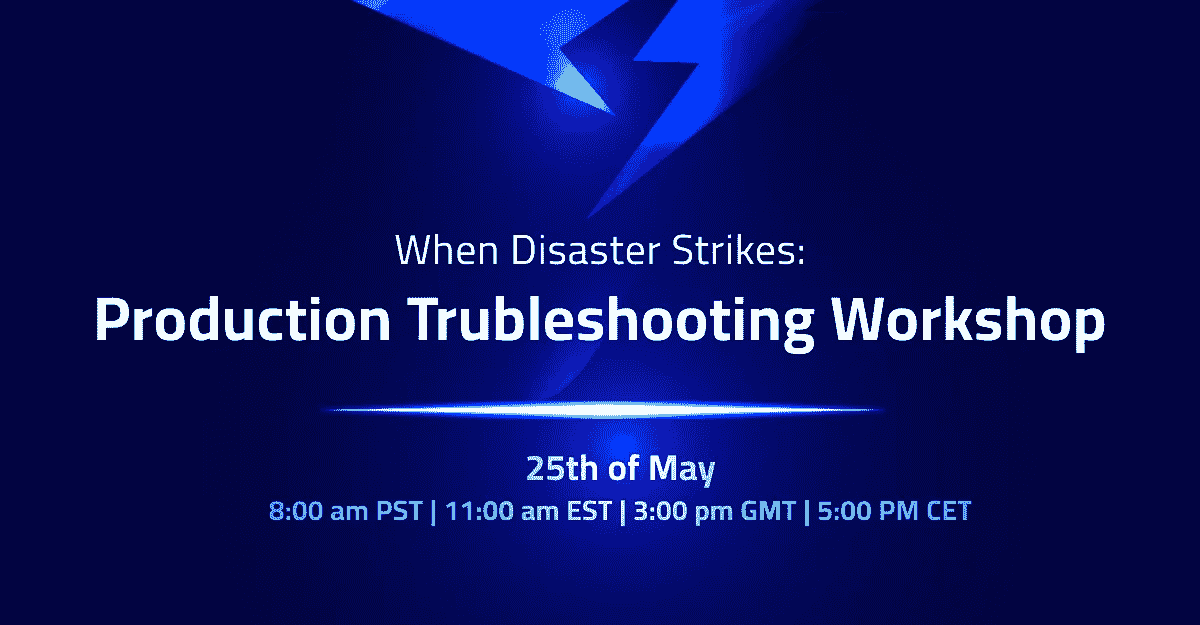 When Disaster Strikes:
Production Trubleshooting Workshop
25th of May
8:00 am PST | 11:00 am EST | 3:00 pm GMT | 5:00 PM CET